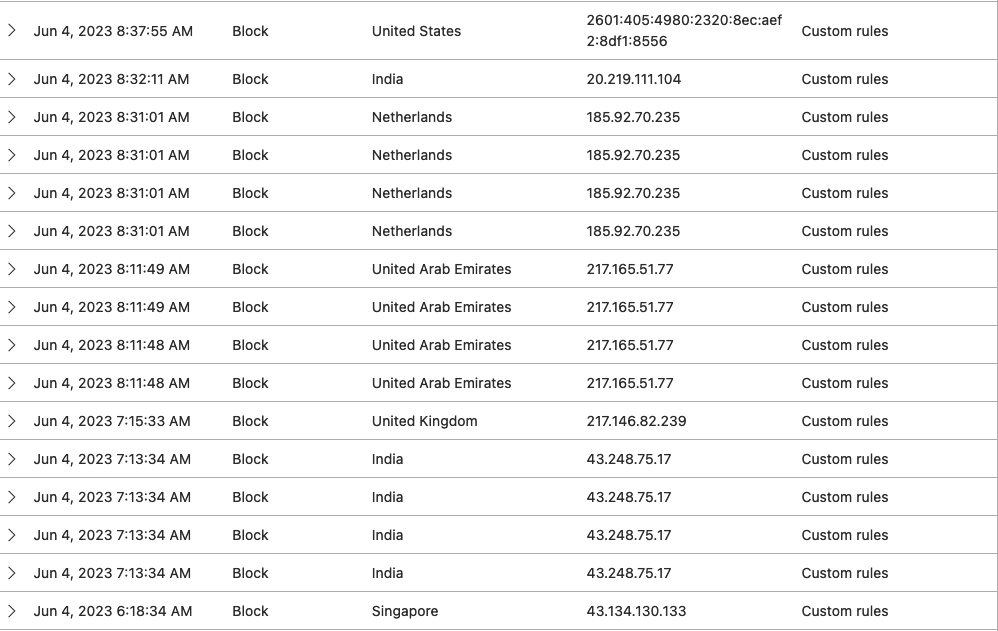 Jun 4, 2023 8:37:55 AM Block United States 2601:405:4980:2320:8ec:aef
2:8df1:8556 Custom rules
Jun 4, 2023 8:32:11 AM Block India 20.219.111.104 Custom rules
Jun 4, 2023 8:31:01 AM Block Netherlands 185.92.70.235 Custom rules
Jun 4, 2023 8:31:01 AM Block Netherlands 185.92.70.235 Custom rules
Jun 4, 2023 8:31:01 AM Block Netherlands 185.92.70.235 Custom rules
Jun 4, 2023 8:31:01 AM Block Netherlands 185.92.70.235 Custom rules
Jun 4, 2023 8:11:49 AM Block United Arab Emirates 217.165.51.77 Custom rules
Jun 4, 2023 8:11:49 AM Block United Arab Emirates 217.165.51.77 Custom rules
Jun 4, 2023 8:11:48 AM Block United Arab Emirates 217.165.51.77 Custom rules
Jun 4, 2023 8:11:48 AM Block United Arab Emirates 217.165.51.77 Custom rules
Jun 4, 2023 7:15:33 AM Block United Kingdom 217.146.82.239 Custom rules
Jun 4, 2023 7:13:34 AM Block India 43.248.75.17 Custom rules
Jun 4, 2023 7:13:34 AM Block India 43.248.75.17 Custom rules
Jun 4, 2023 7:13:34 AM Block India 43.248.75.17 Custom rules
Jun 4, 2023 7:13:34 AM Block India 43.248.75.17 Custom rules
Jun 4, 2023 6:18:34 AM Block Singapore 43.134.130.133 Custom rules